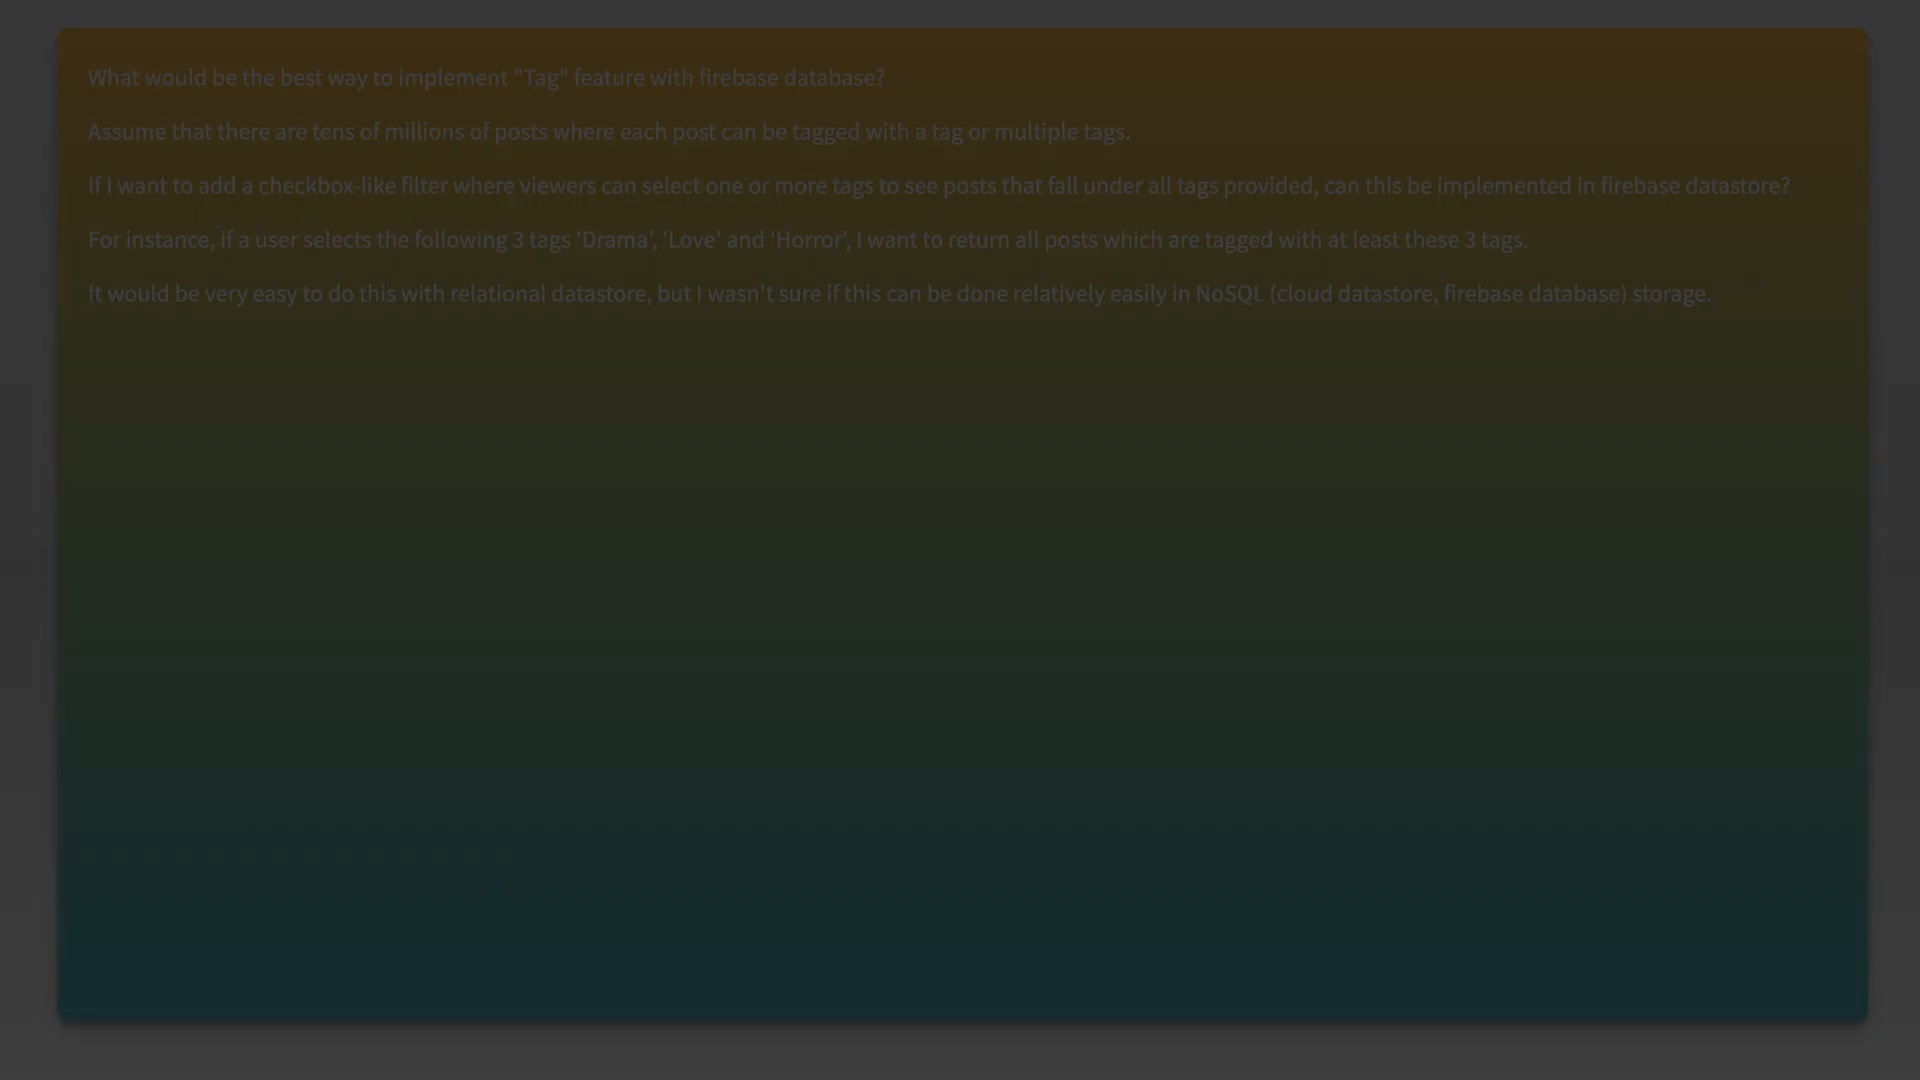 What would be the best way to implement "Tag" feature with firebase database?
Assume that there are tens of millions of posts where each post can be tagged with a tag or multiple tags.
If I want to add a checkbox-like filter where viewers can select one or more tags to see posts that fall under all tags provided, can this be implemented in firebase datastore?
For instance, if a user selects the following 3 tags 'Drama', 'Love' and 'Horror', I want to return all posts which are tagged with at least these 3 tags.
It would be very easy to do this with relational datastore, but I wasn't sure if this can be done relatively easily in NoSQL (cloud datastore, firebase database) storage.